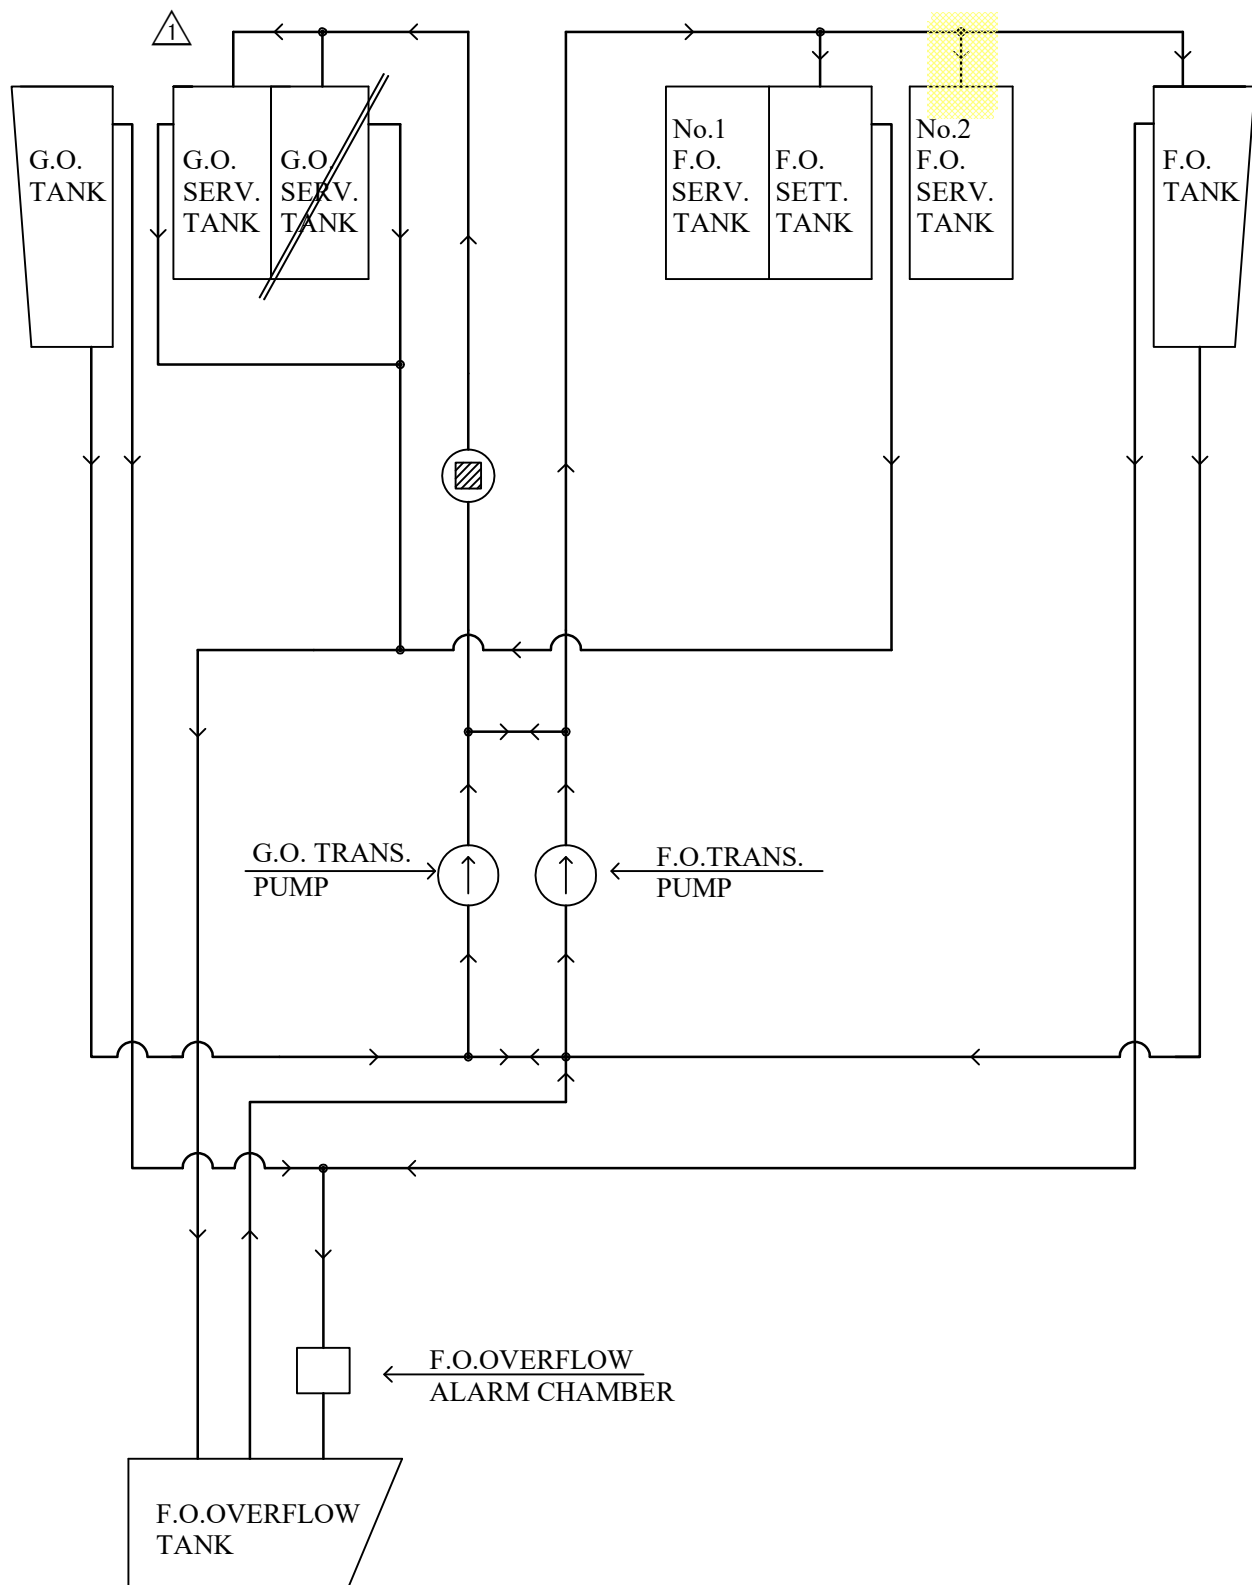 1
G.O.
TANK
G.O.
SERV.
TANK
G.O.
SERV.
TANK
No.1
F.O.
SERV.
TANK
F.O.
SETT.
TANK
No.2
F.O.
SERV.
TANK
F.O.
TANK
G.O. TRANS.
PUMP
F.O.TRANS.
PUMP
F.O.OVERFLOW
ALARM CHAMBER
F.O.OVERFLOW
TANK